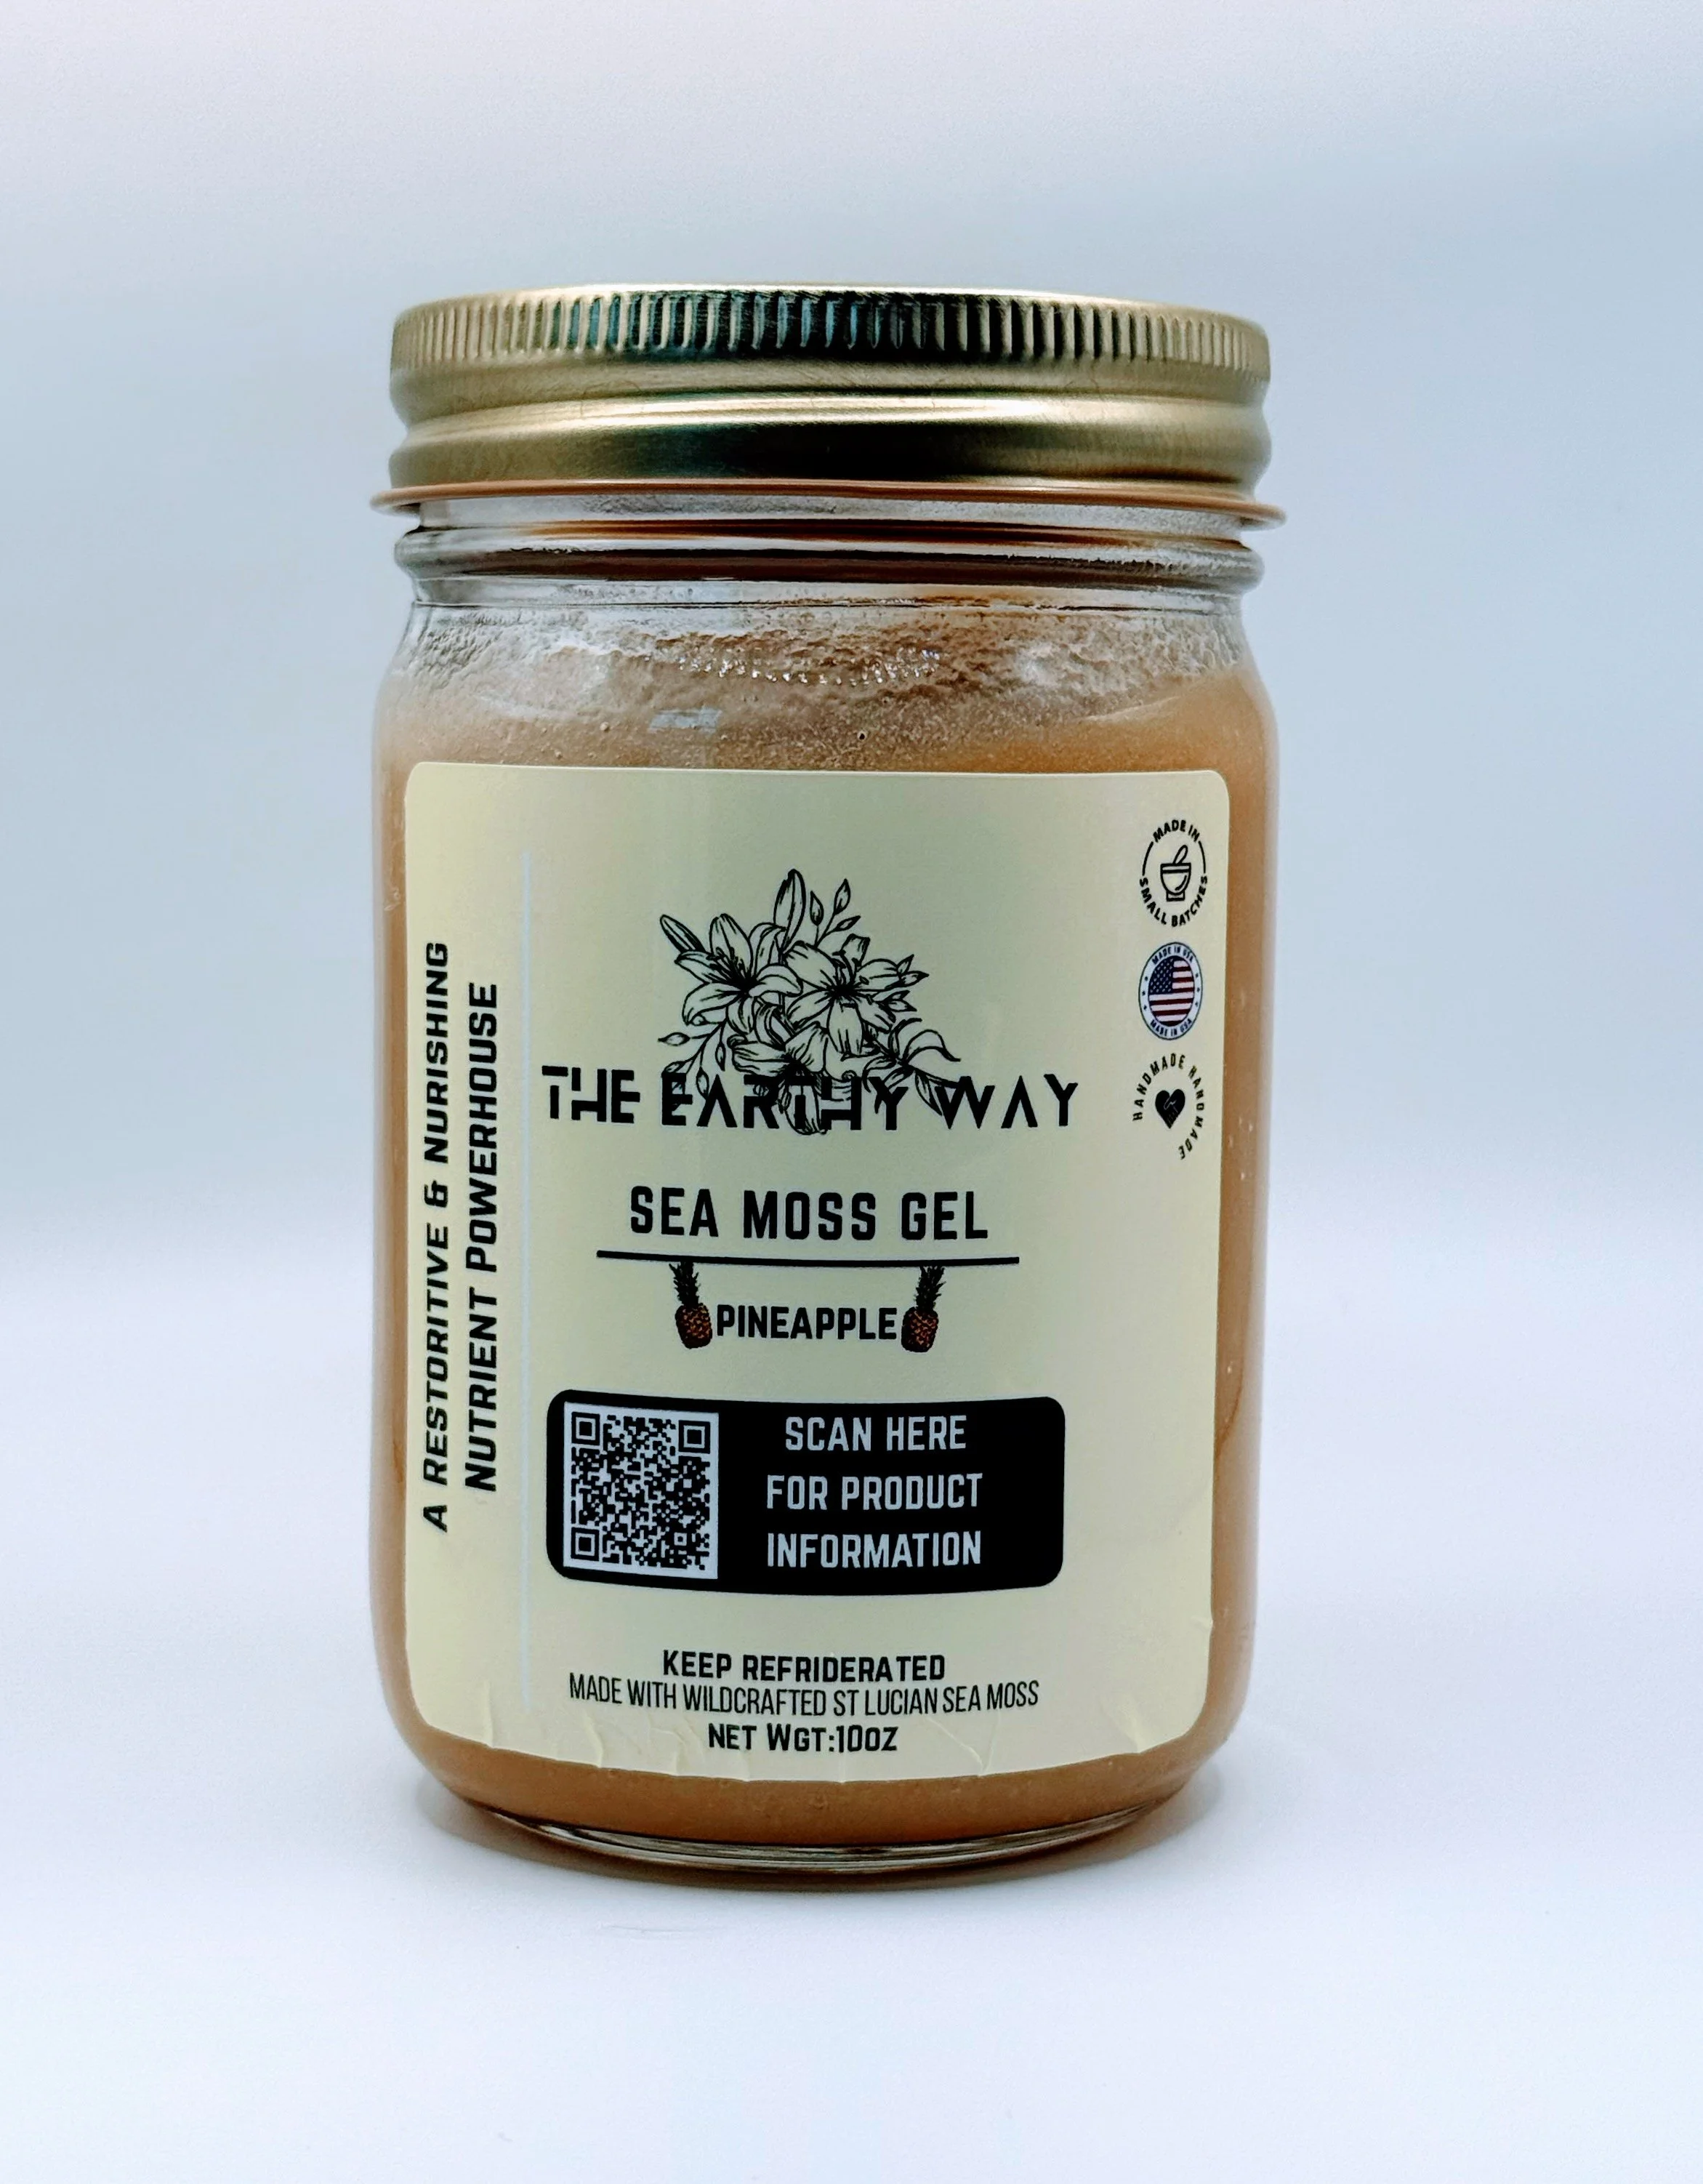 A RESTORITIVE & NURISHING
NUTRIENT POWERHOUSE
THE EARTHY WAY
SEA MOSS GEL
PINEAPPLE
SCAN HERE
FOR PRODUCT
INFORMATION
KEEP REFRIDERATED
MADE WITH WILDCRAFTED ST LUCIAN SEA MOSS
NET WGT:10OZ
MADE IN
SMALL BATCHES
MADE IN USA
MADE IN USA
HANDMADE HANDMADE